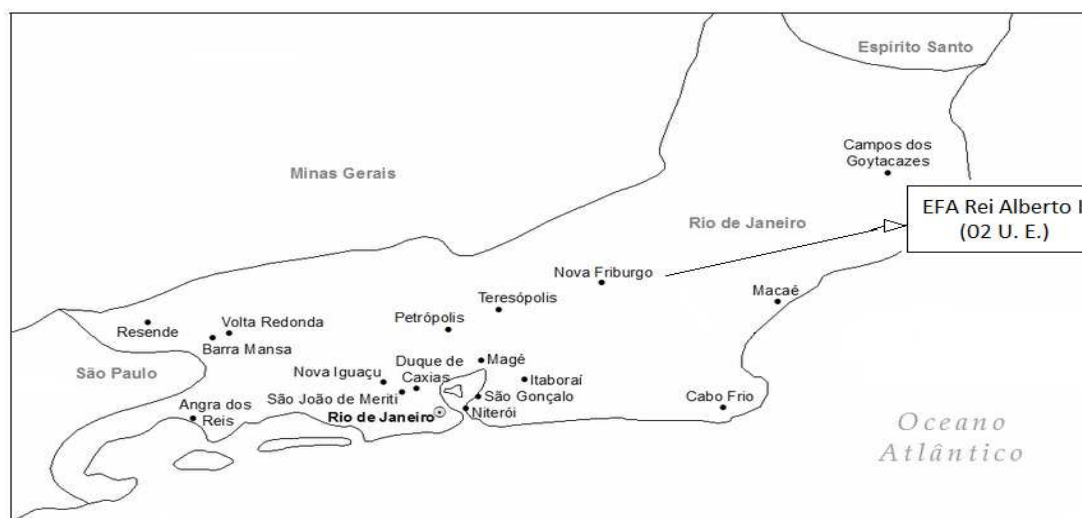 Espírito Santo
Campos dos
Goytacazes
Minas Gerais
EFA Rei Alberto I
(02 U. E.)
Rio de Janeiro
Nova Friburgo
Teresópolis
Macaé
Petrópolis
Volta Redonda
Resende
Barra Mansa
São Paulo
Nova Iguaçu
Duque de
Caxias
Magé
Itaboraí
São João de Meriti
São Gonçalo
Cabo Frio
Angra dos
Reis
Rio de Janeiro
Niterói
Oceano
Atlântico